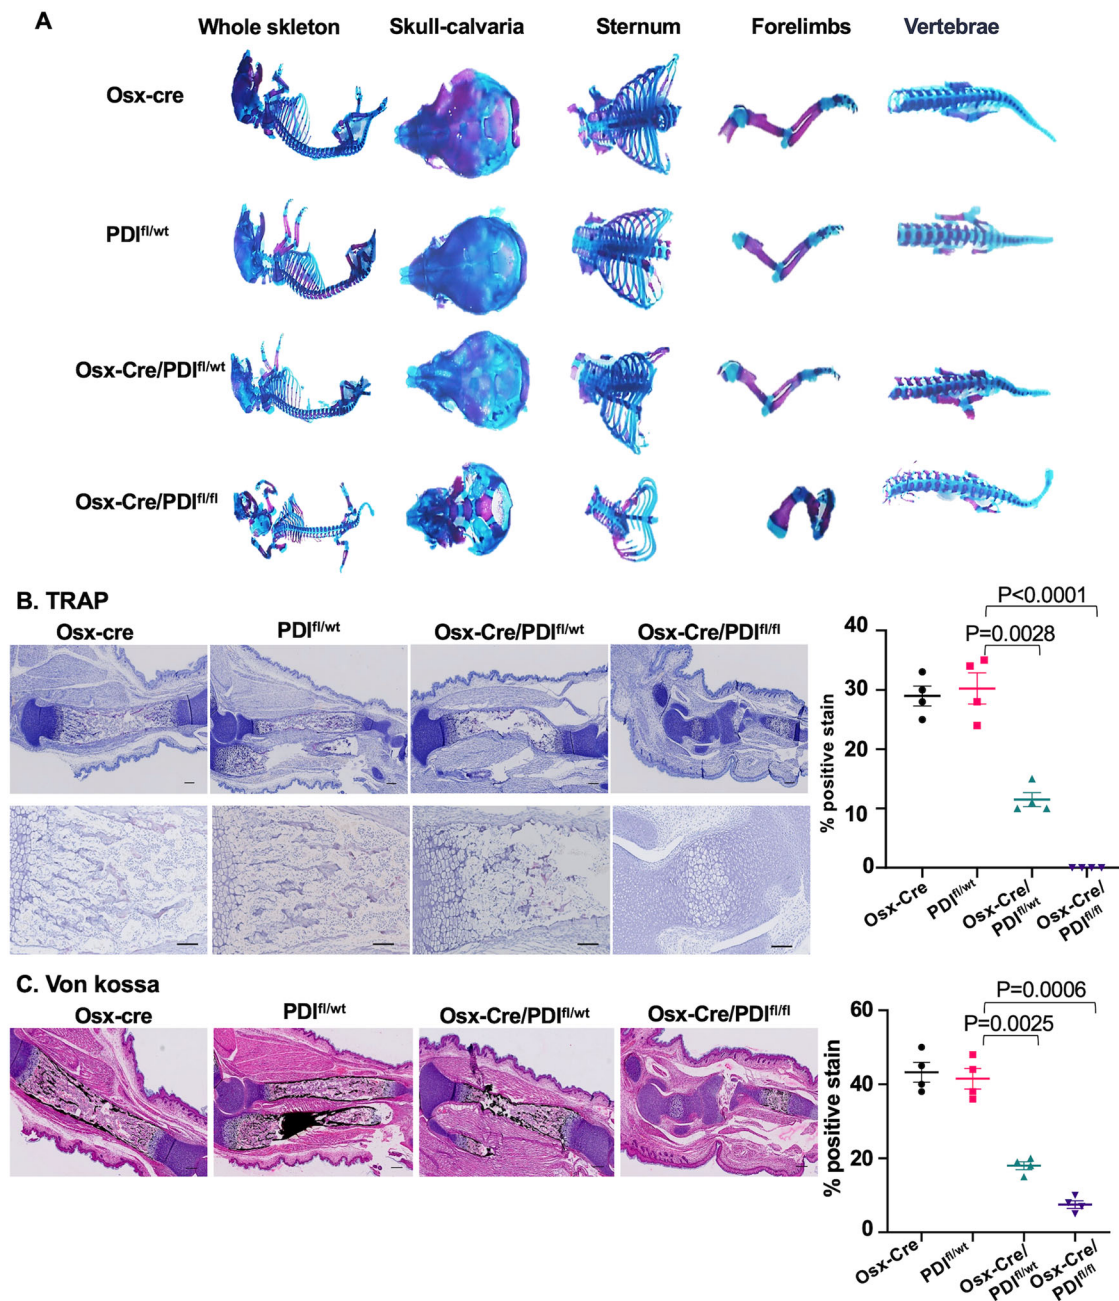 A
Whole skleton Skull-calvaria Sternum Forelimbs Vertebrae
Osx-cre
PDIfl/wt
Osx-Cre/PDIfl/wt
Osx-Cre/PDIfl/fl
B. TRAP
Osx-cre PDIfl/wt Osx-Cre/PDIfl/wt Osx-Cre/PDIfl/fl
P<0.0001
P=0.0028
40
30
20
10
0
% positive stain
Osx-Cre
PDIfl/wt
Osx-Cre/
PDIfl/wt
Osx-Cre/
PDIfl/fl
C. Von kossa
Osx-cre PDIfl/wt Osx-Cre/PDIfl/wt Osx-Cre/PDIfl/fl
P=0.0006
P=0.0025
60
40
20
0
% positive stain
Osx-Cre
PDIfl/wt
Osx-Cre/
PDIfl/wt
Osx-Cre/
PDIfl/fl